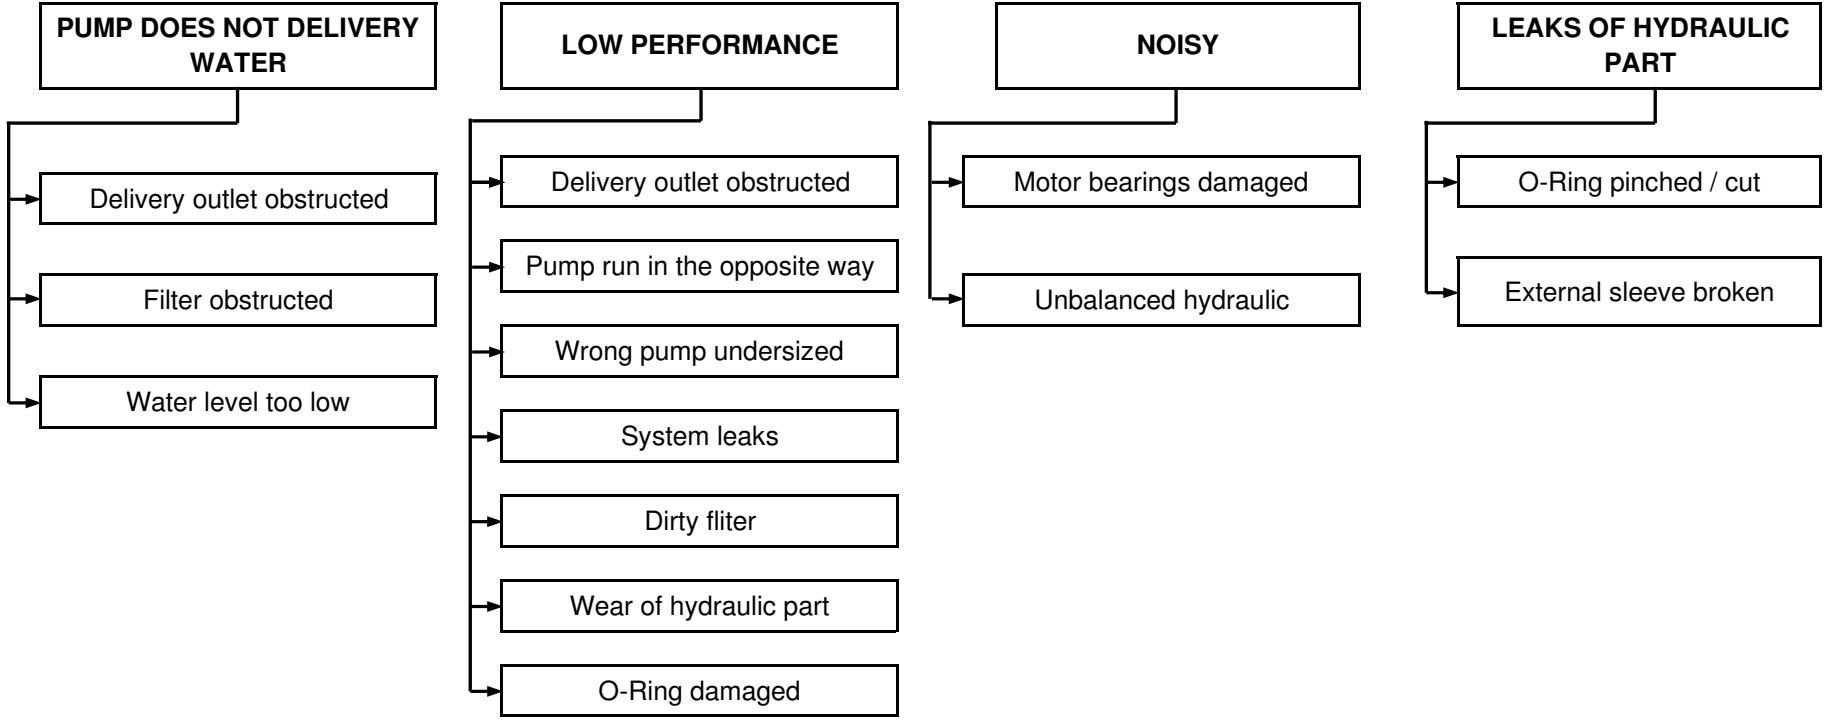 PUMP DOES NOT DELIVERY
WATER
Delivery outlet obstructed
Filter obstructed
Water level too low
LOW PERFORMANCE
Delivery outlet obstructed
Pump run in the opposite way
Wrong pump undersized
System leaks
Dirty fliter
Wear of hydraulic part
O-Ring damaged
NOISY
Motor bearings damaged
Unbalanced hydraulic
LEAKS OF HYDRAULIC
PART
O-Ring pinched / cut
External sleeve broken